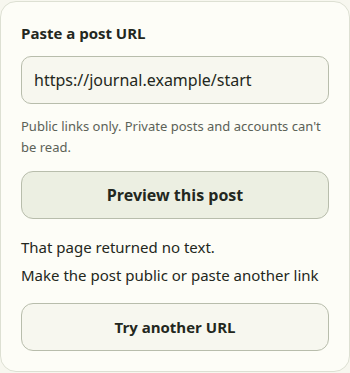 Paste a post URL
https://journal.example/start
Public links only. Private posts and accounts can't
be read.
Preview this post
That page returned no text.
Make the post public or paste another link
Try another URL